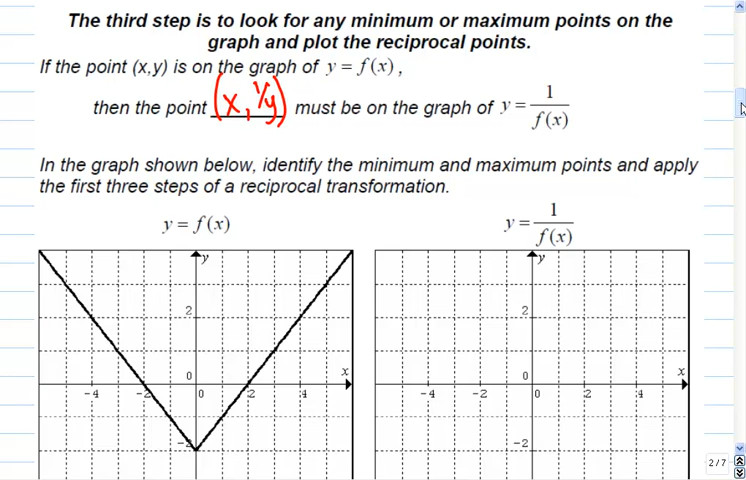 The third step is to look for any minimum or maximum points on the
graph and plot the reciprocal points.
If the point (x,y) is on the graph of y = f(x),
then the point (x, 1/y) must be on the graph of y = 1/f(x)
In the graph shown below, identify the minimum and maximum points and apply
the first three steps of a reciprocal transformation.
y = f(x)
y = 1/f(x)
y
2
0
x
-4
-2
0
2
4
-2
y
2
0
x
-4
-2
0
2
4
-2
2 / 7